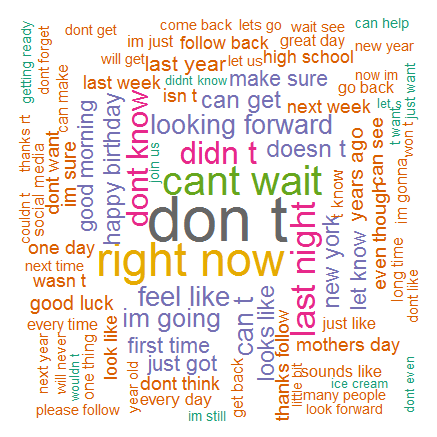 come back
lets go
wait see
can help
dont get
im just
follow back
great day
new year
will get
last year
let us
high school
now im
last week
didnt know
make sure
go back
isn t
can get
next week
let s
looking forward
didn t
doesn t
cant wait
don t
right now
feel like
im going
first time
just got
dont think
every day
im still
one day
next time
wasn t
good luck
every time
please follow
just like
mothers day
sounds like
ice cream
many people
look forward
getting ready
dont forget
can make
thanks rt
social media
couldn t
dont want
im sure
good morning
happy birthday
dont know
join us
last night
new york
t know
let know
years ago
even though
can see
t want
won t
just want
im gonna
long time
dont like
dont even
can t
looks like
get back
thanks follow
little bit
look like
year old
one thing
wouldn t
will never
next year